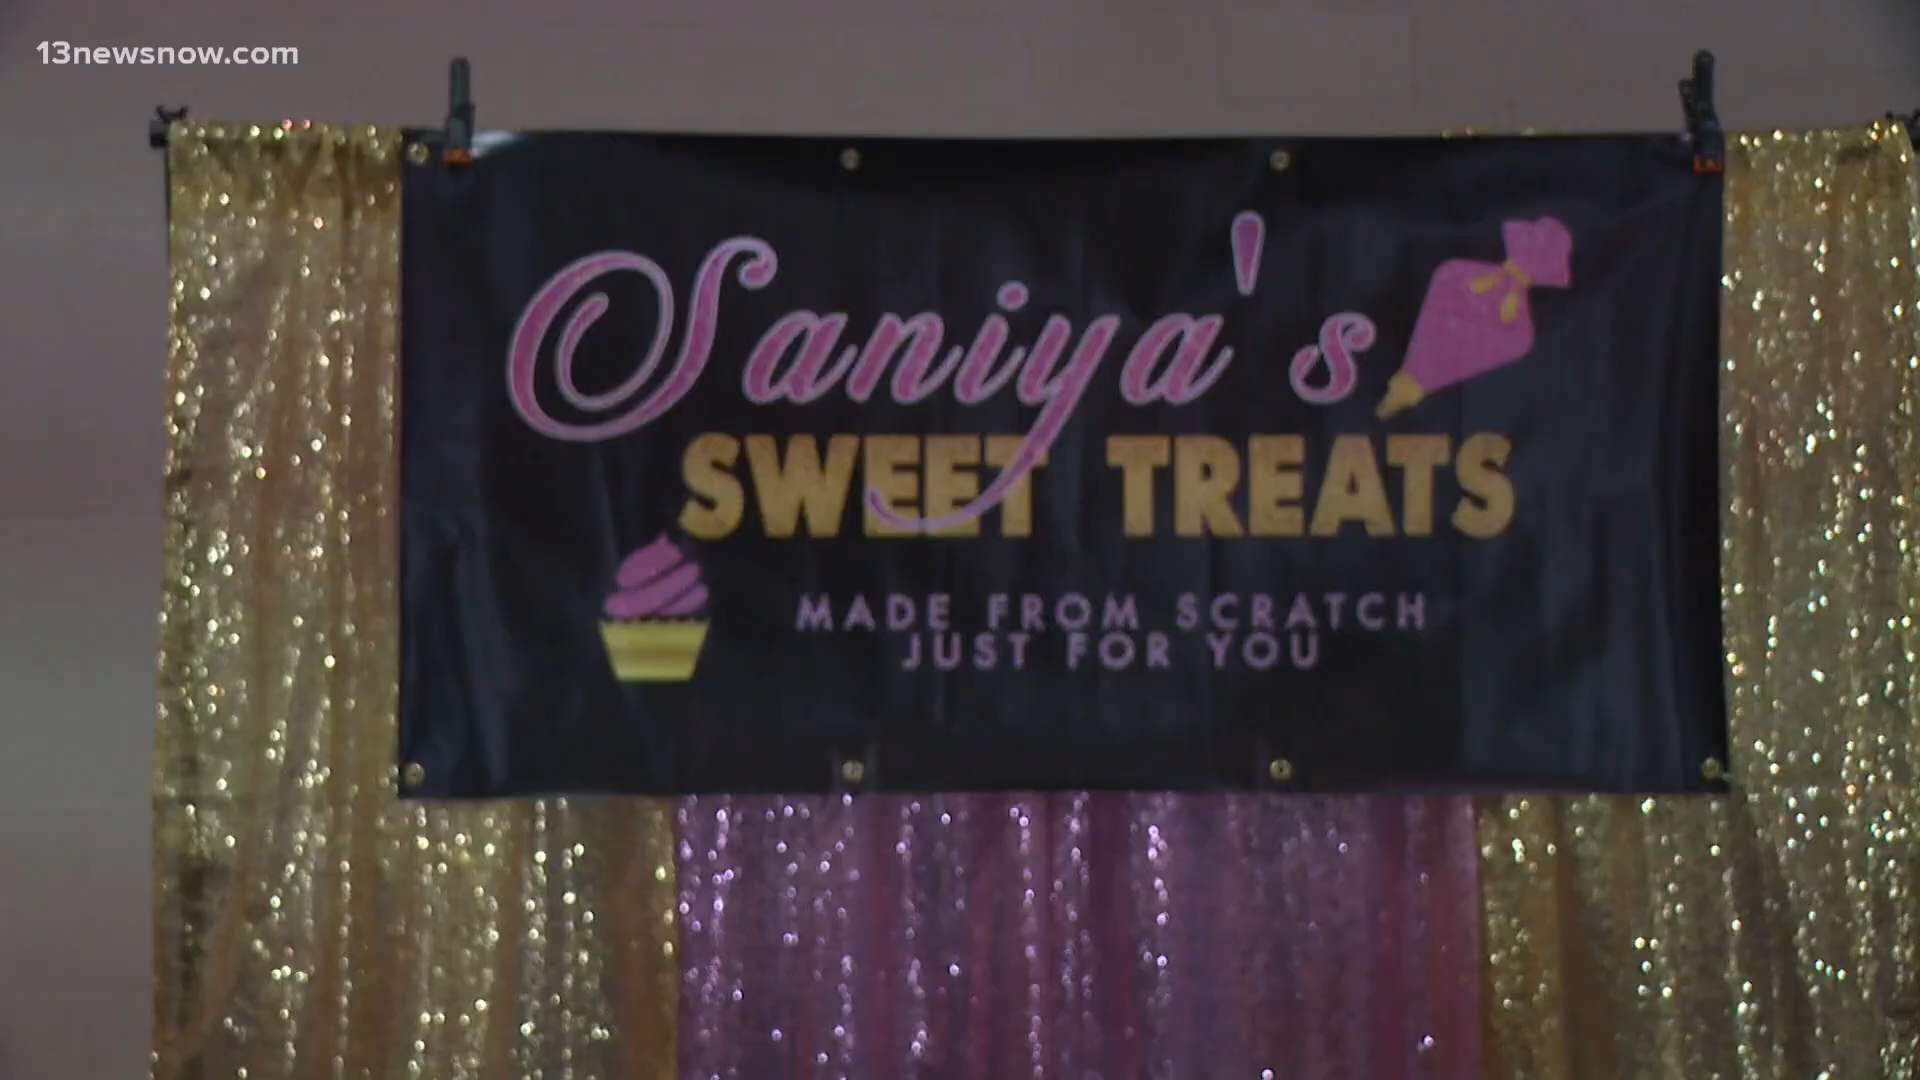 13newsnow.com
Saniya's
SWEET TREATS
MADE FROM SCRATCH
JUST FOR YOU